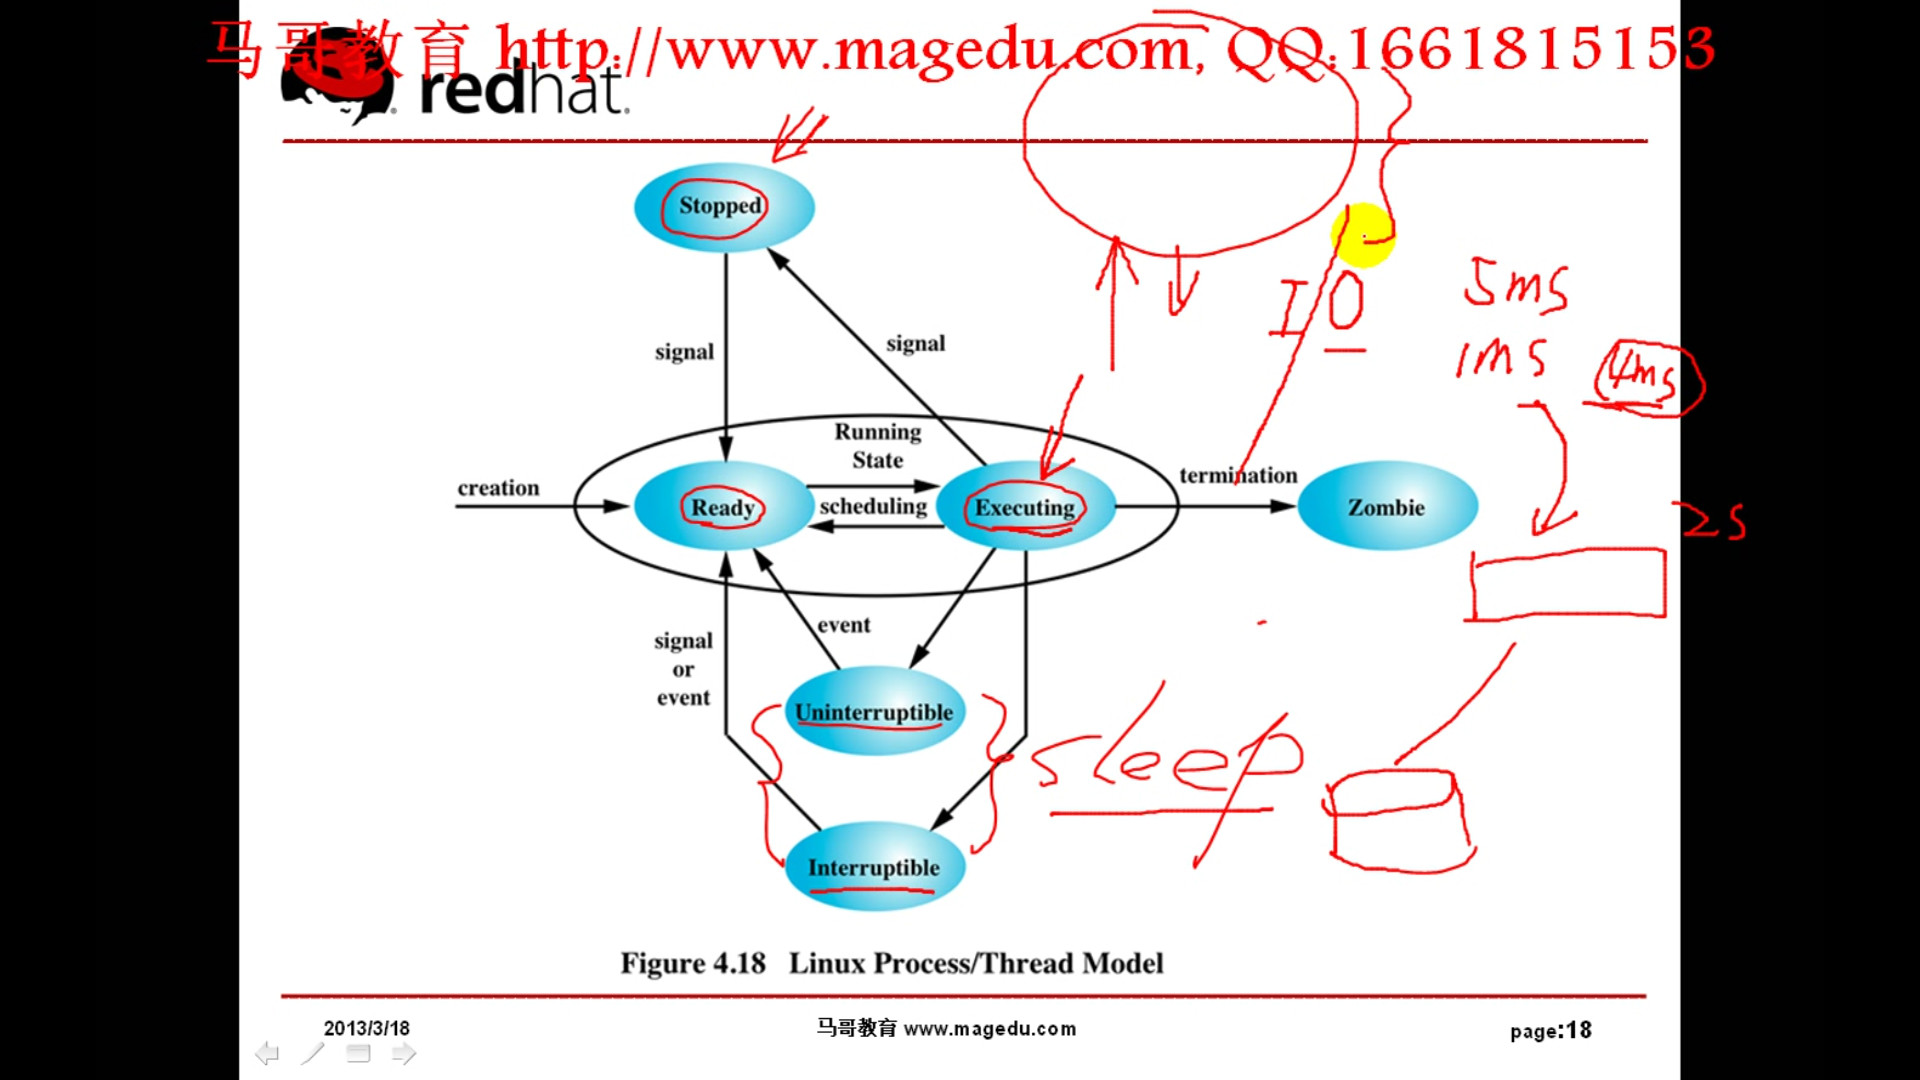 马哥教育 http://www.magedu.com, QQ:1661815153
redhat.
Stopped
signal
signal
IO
5ms
1ms
4ms
Running
State
creation
Ready
scheduling
Executing
termination
Zombie
2s
event
signal
or
event
Uninterruptible
sleep
Interruptible
Figure 4.18 Linux Process/Thread Model
2013/3/18
马哥教育 www.magedu.com
page:18